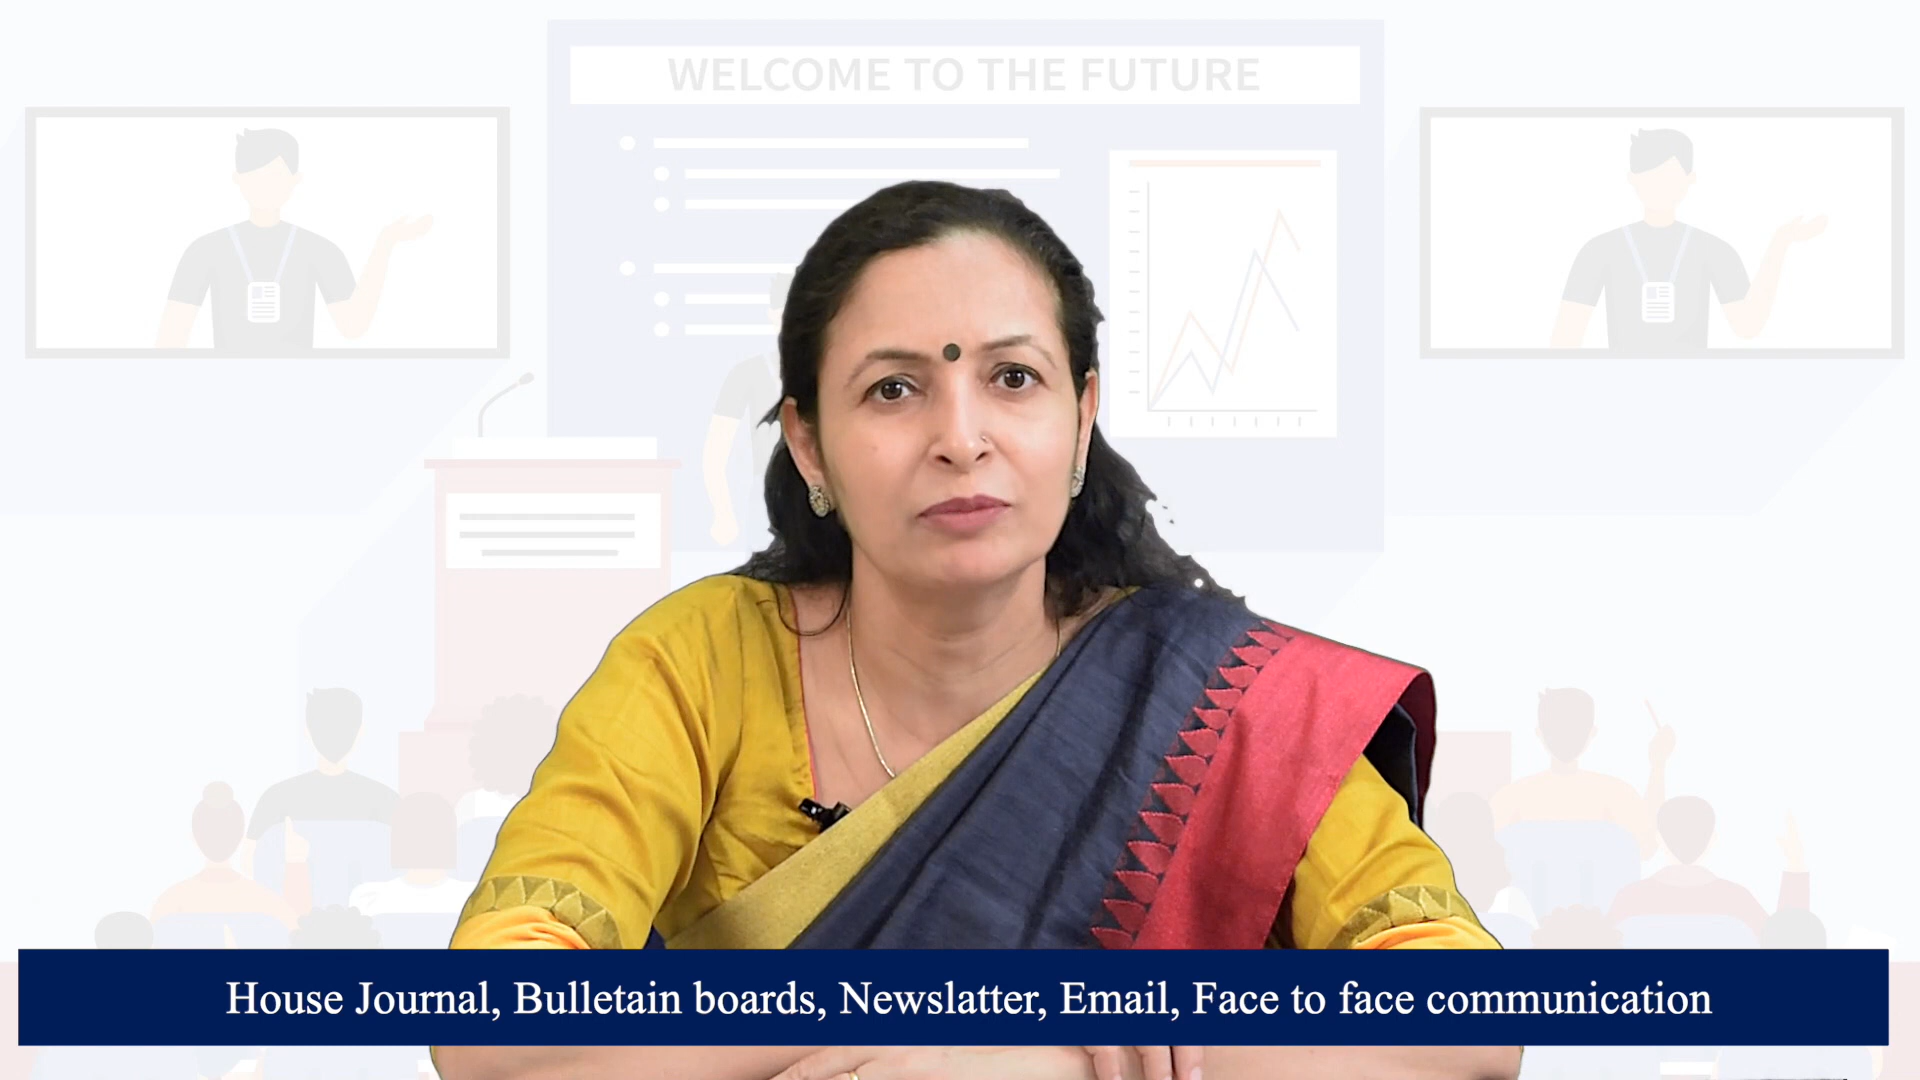 WELCOME TO THE FUTURE
House Journal, Bulletain boards, Newslatter, Email, Face to face communication